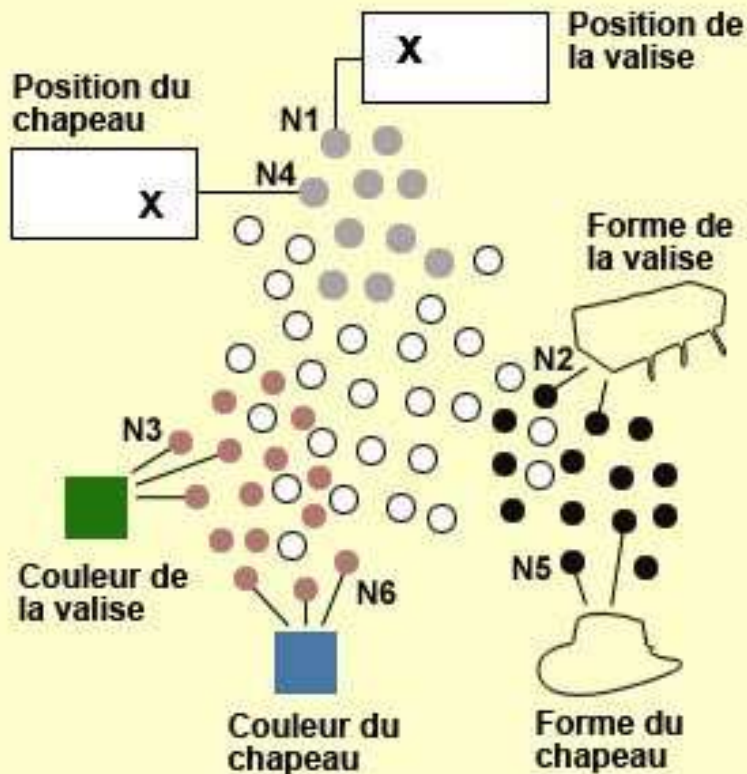 Position de
la valise
X
Position du
chapeau
N1
X
N4
Forme de
la valise
N2
N3
Couleur de
la valise
N5
N6
Couleur du
chapeau
Forme du
chapeau